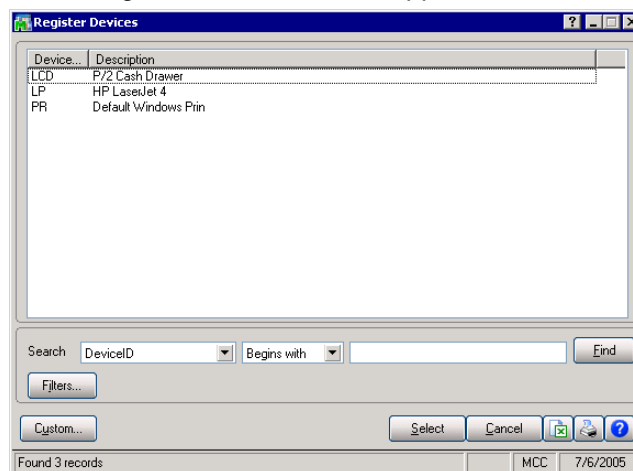 Register Devices
Device... Description
LCD P/2 Cash Drawer
LP HP LaserJet 4
PR Default Windows Prin
Search DeviceID Begins with Find
Filters...
Custom... Select Cancel
Found 3 records MCC 7/6/2005